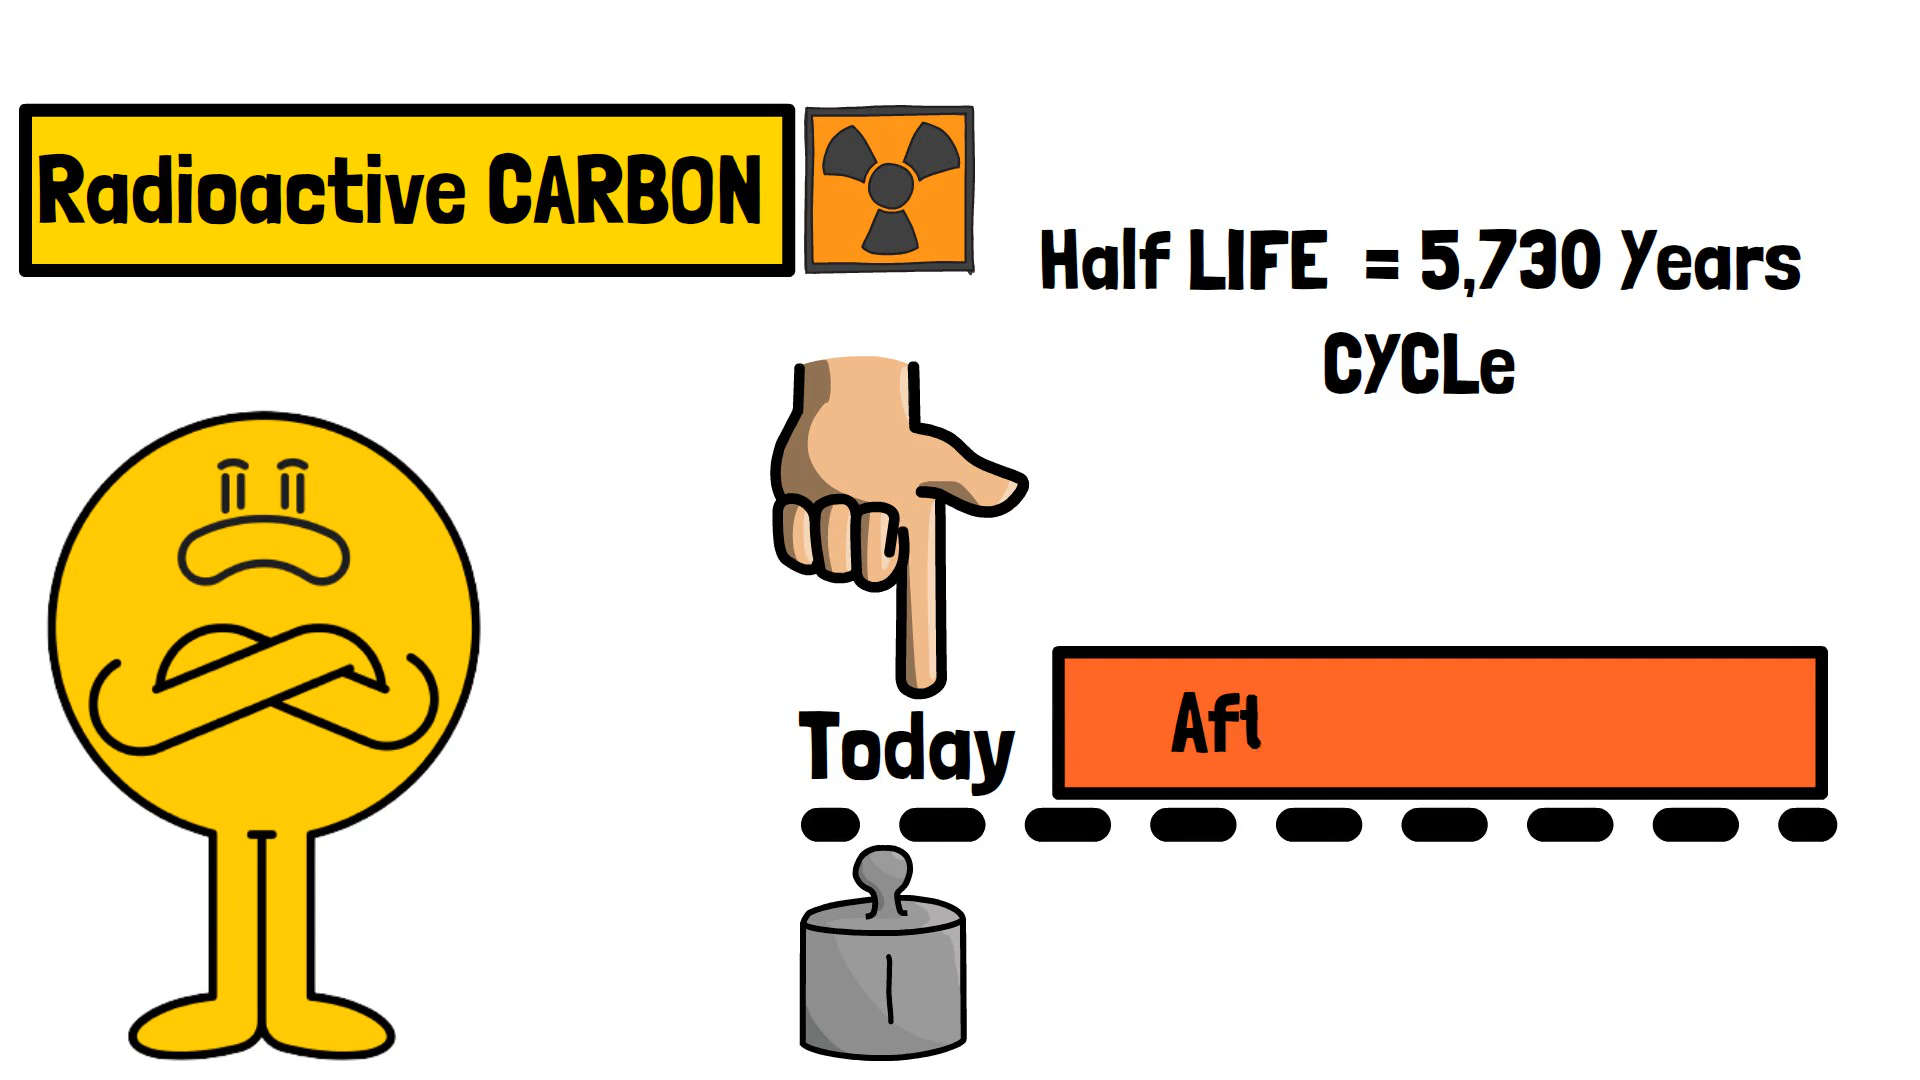 Radioactive CARBON
Half LIFE = 5,730 Years
CYCLe
Today
Aft